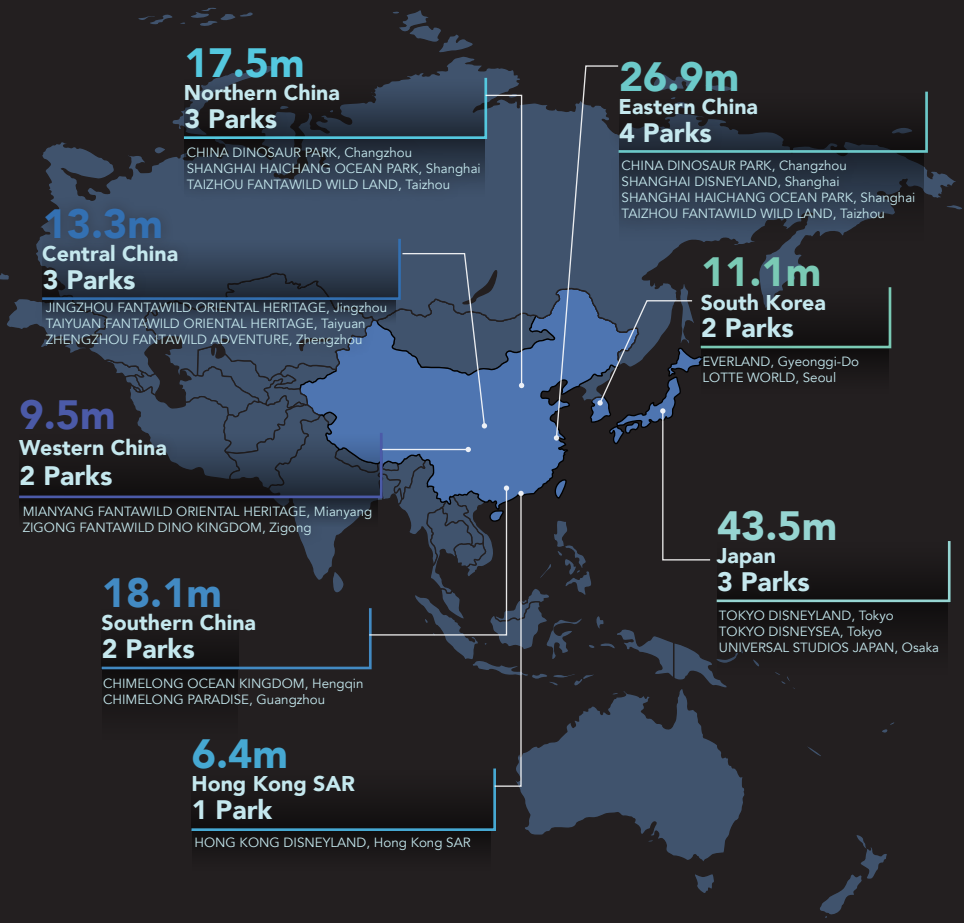 17.5m
Northern China
3 Parks
CHINA DINOSAUR PARK, Changzhou
SHANGHAI HAICHANG OCEAN PARK, Shanghai
TAIZHOU FANTAWILD WILD LAND, Taizhou
26.9m
Eastern China
4 Parks
CHINA DINOSAUR PARK, Changzhou
SHANGHAI DISNEYLAND, Shanghai
SHANGHAI HAICHANG OCEAN PARK, Shanghai
TAIZHOU FANTAWILD WILD LAND, Taizhou
13.3m
Central China
3 Parks
JINGZHOU FANTAWILD ORIENTAL HERITAGE, Jingzhou
TAIYUAN FANTAWILD ORIENTAL HERITAGE, Taiyuan
ZHENGZHOU FANTAWILD ADVENTURE, Zhengzhou
11.1m
South Korea
2 Parks
EVERLAND, Gyeonggi-Do
LOTTE WORLD, Seoul
9.5m
Western China
2 Parks
MIANYANG FANTAWILD ORIENTAL HERITAGE, Mianyang
ZIGONG FANTAWILD DINO KINGDOM, Zigong
43.5m
Japan
3 Parks
TOKYO DISNEYLAND, Tokyo
TOKYO DISNEYSEA, Tokyo
UNIVERSAL STUDIOS JAPAN, Osaka
18.1m
Southern China
2 Parks
CHIMELONG OCEAN KINGDOM, Hengqin
CHIMELONG PARADISE, Guangzhou
6.4m
Hong Kong SAR
1 Park
HONG KONG DISNEYLAND, Hong Kong SAR